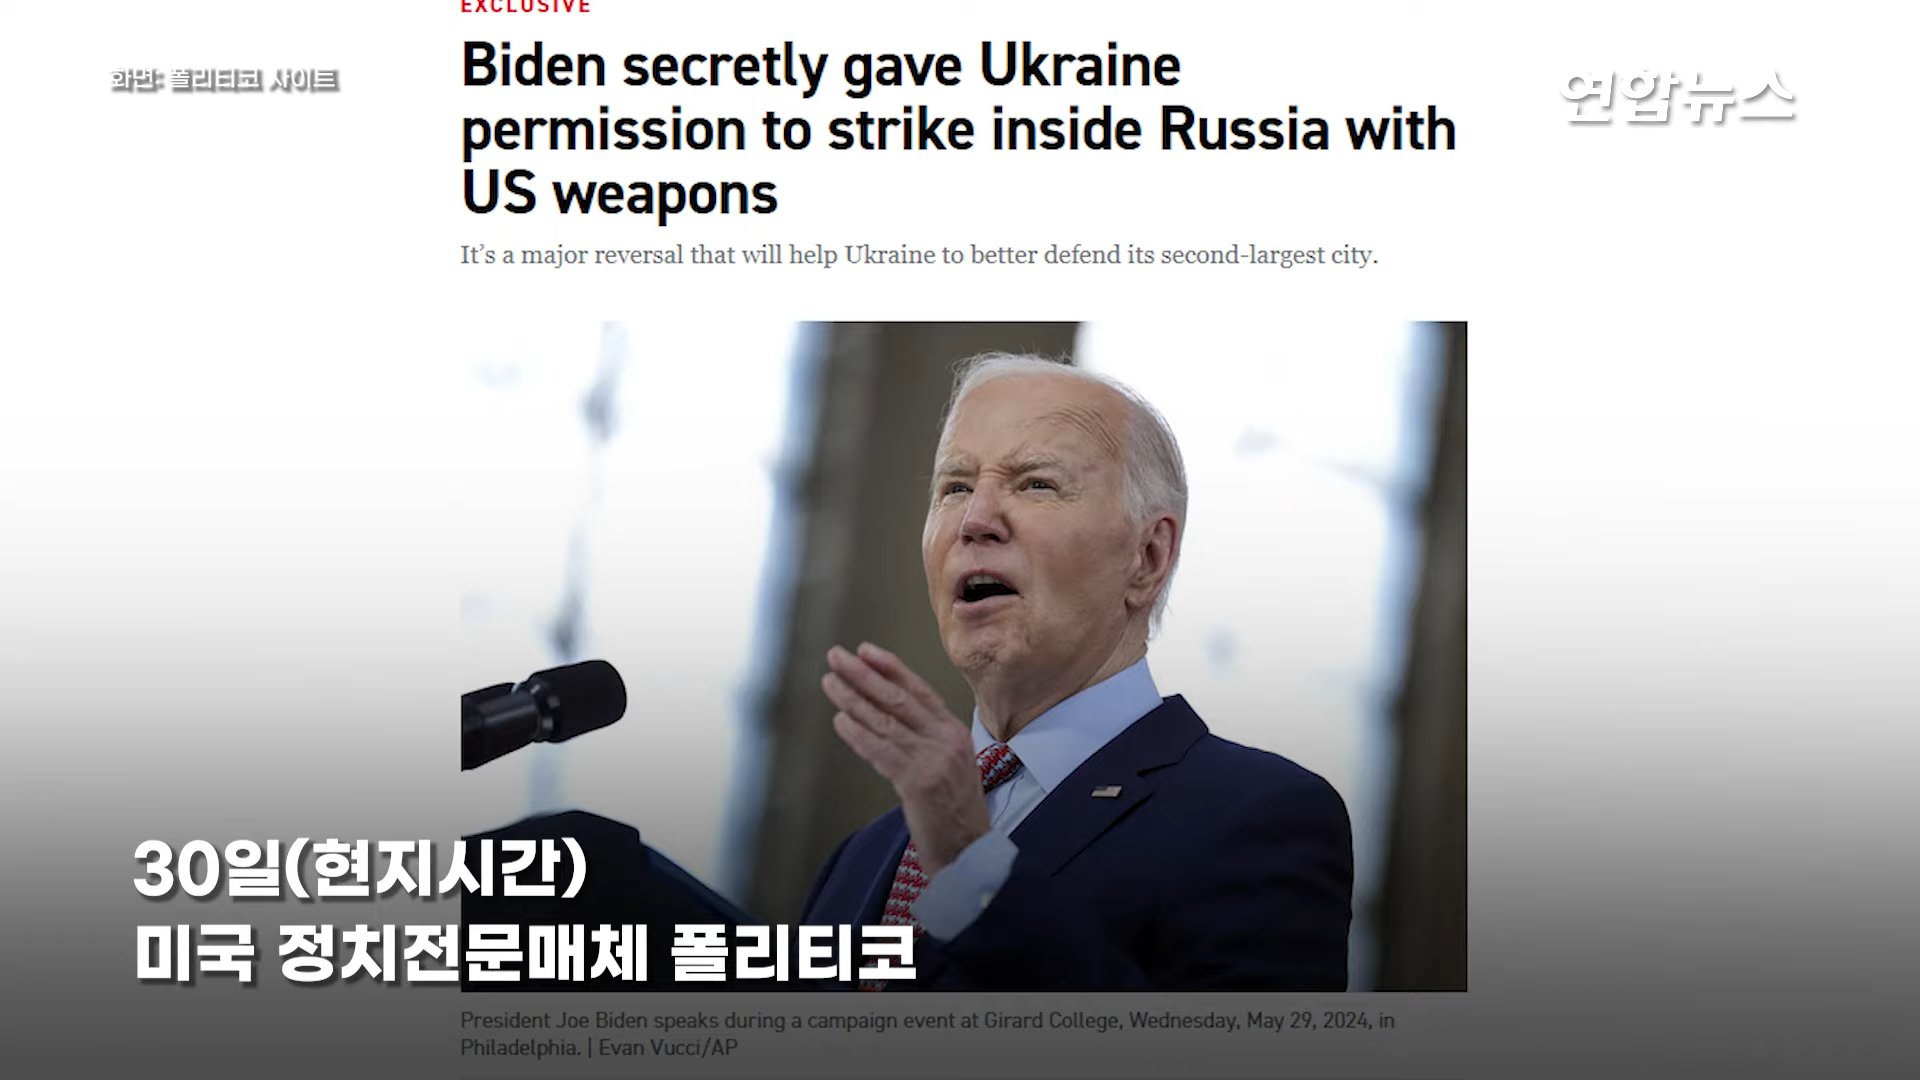 EXCLUSIVE
Biden secretly gave Ukraine
permission to strike inside Russia with
US weapons
It’s a major reversal that will help Ukraine to better defend its second-largest city.
화면: 폴리티코 사이트
연합뉴스
30일(현지시간)
미국 정치전문매체 폴리티코
President Joe Biden speaks during a campaign event at Girard College, Wednesday, May 29, 2024, in
Philadelphia. | Evan Vucci/AP